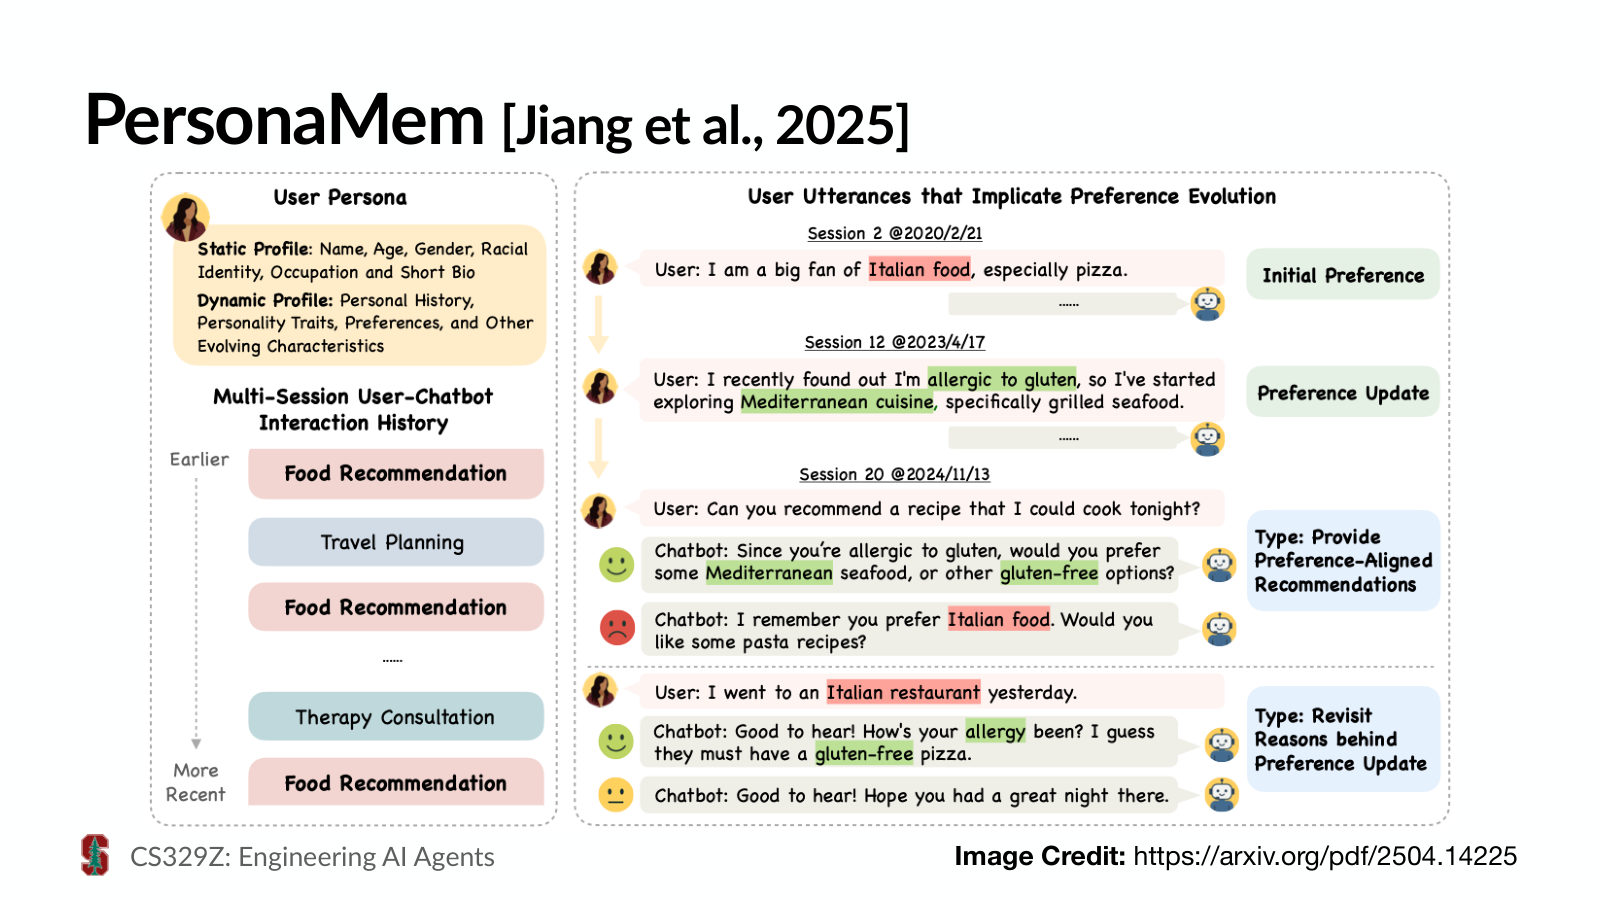 PersonaMem [Jiang et al., 2025]
User Persona
Static Profile: Name, Age, Gender, Racial
Identity, Occupation and Short Bio
Dynamic Profile: Personal History,
Personality Traits, Preferences, and Other
Evolving Characteristics
Multi-Session User-Chatbot
Interaction History
Earlier
Food Recommendation
Travel Planning
Food Recommendation
......
Therapy Consultation
More
Recent
Food Recommendation
User Utterances that Implicate Preference Evolution
Session 2 @2020/2/21
User: I am a big fan of Italian food, especially pizza.
Initial Preference
......
Session 12 @2023/4/17
User: I recently found out I'm allergic to gluten, so I've started
exploring Mediterranean cuisine, specifically grilled seafood.
Preference Update
......
Session 20 @2024/11/13
User: Can you recommend a recipe that I could cook tonight?
Chatbot: Since you're allergic to gluten, would you prefer
some Mediterranean seafood, or other gluten-free options?
Chatbot: I remember you prefer Italian food. Would you
like some pasta recipes?
Type: Provide
Preference-Aligned
Recommendations
User: I went to an Italian restaurant yesterday.
Chatbot: Good to hear! How's your allergy been? I guess
they must have a gluten-free pizza.
Chatbot: Good to hear! Hope you had a great night there.
Type: Revisit
Reasons behind
Preference Update
S
CS329Z: Engineering AI Agents
Image Credit: https://arxiv.org/pdf/2504.14225